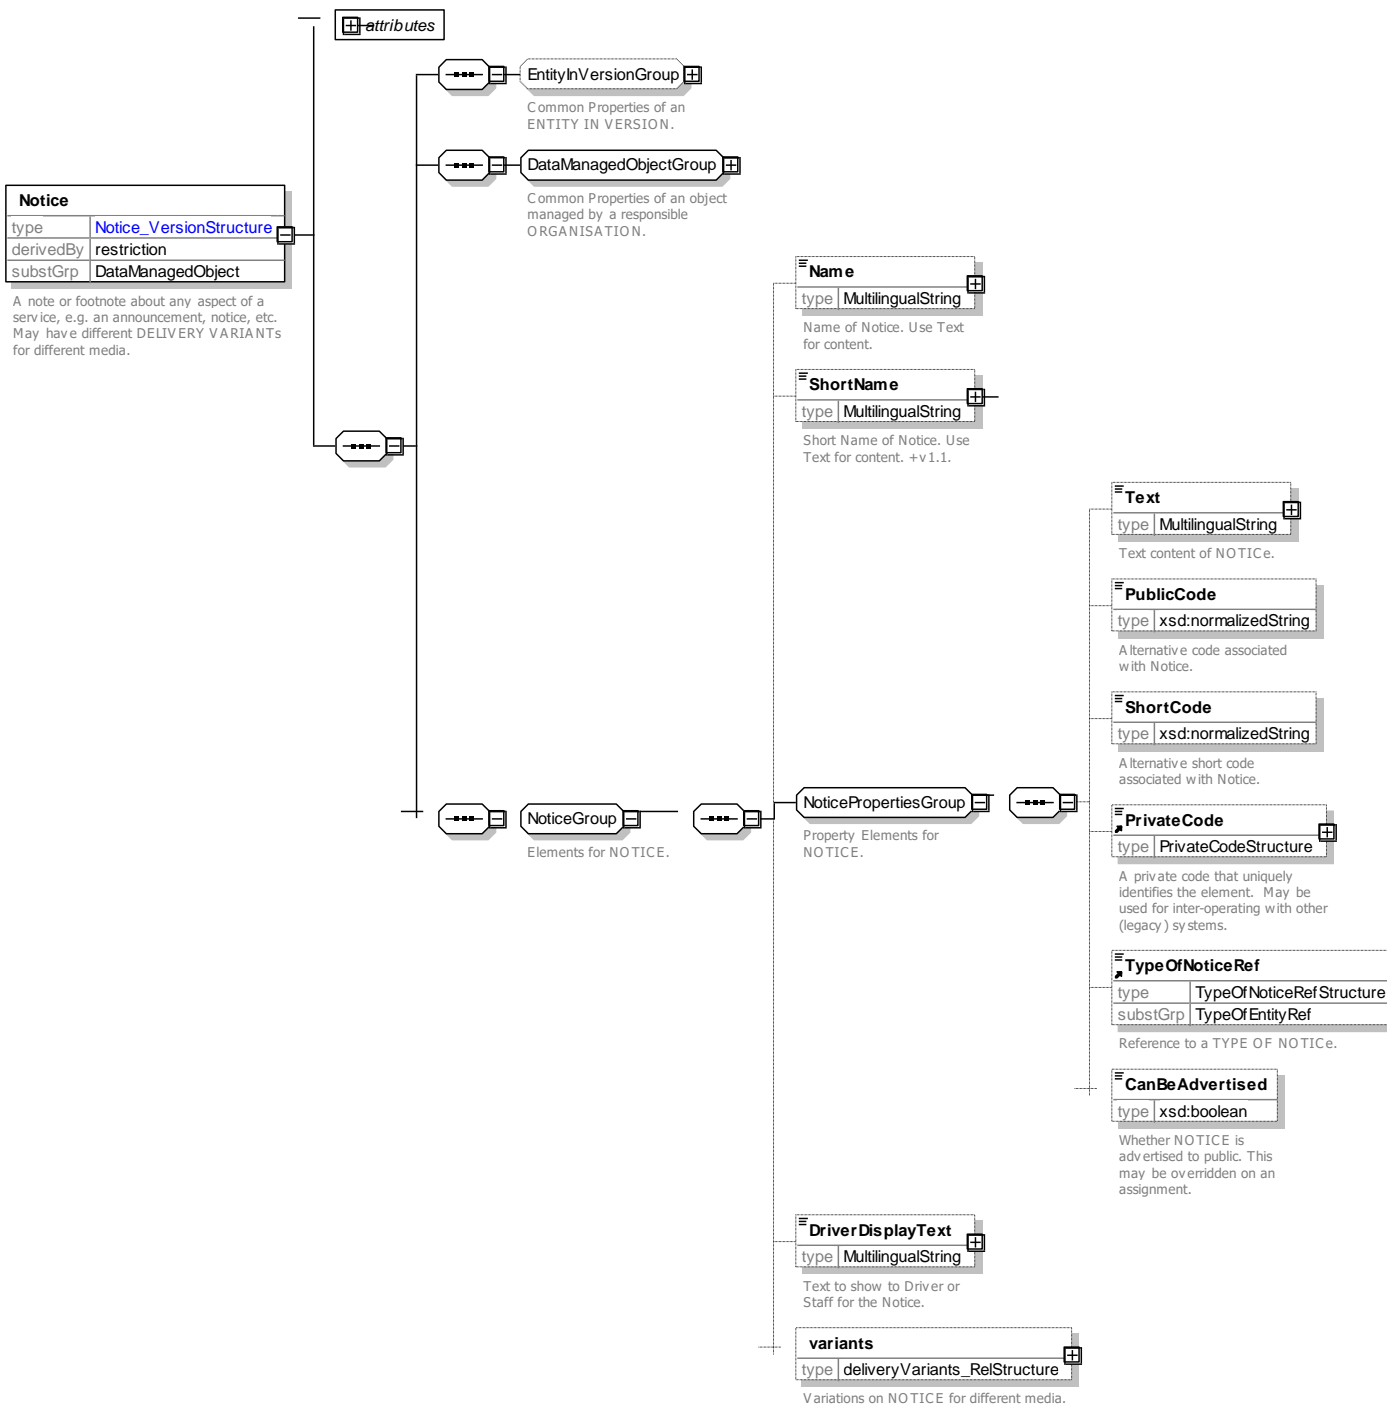 attributes
EntityInVersionGroup
Common Properties of an
ENTITY IN VERSION.
DataManagedObjectGroup
Common Properties of an object
managed by a responsible
ORGANISATION.
Notice
type Notice_VersionStructure
derivedBy restriction
substGrp DataManagedObject
A note or footnote about any aspect of a
service, e.g. an announcement, notice, etc.
May have different DELIVERY VARIANTs
for different media.
Name
type MultilingualString
Name of Notice. Use Text
for content.
ShortName
type MultilingualString
Short Name of Notice. Use
Text for content. +v1.1.
NoticeGroup
Elements for NOTICE.
NoticePropertiesGroup
Property Elements for
NOTICE.
Text
type MultilingualString
Text content of NOTICe.
PublicCode
type xsd:normalizedString
Alternative code associated
with Notice.
ShortCode
type xsd:normalizedString
Alternative short code
associated with Notice.
PrivateCode
type PrivateCodeStructure
A private code that uniquely
identifies the element. May be
used for inter-operating with other
(legacy) systems.
TypeOfNoticeRef
type TypeOfNoticeRefStructure
substGrp TypeOfEntityRef
Reference to a TYPE OF NOTICe.
CanBeAdvertised
type xsd:boolean
Whether NOTICE is
advertised to public. This
may be overridden on an
assignment.
DriverDisplayText
type MultilingualString
Text to show to Driver or
Staff for the Notice.
variants
type deliveryVariants_RelStructure
Variations on NOTICE for different media.